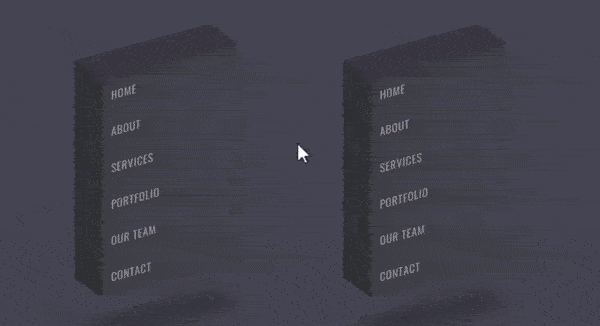 HOME
ABOUT
SERVICES
PORTFOLIO
OUR TEAM
CONTACT
HOME
ABOUT
SERVICES
PORTFOLIO
OUR TEAM
CONTACT